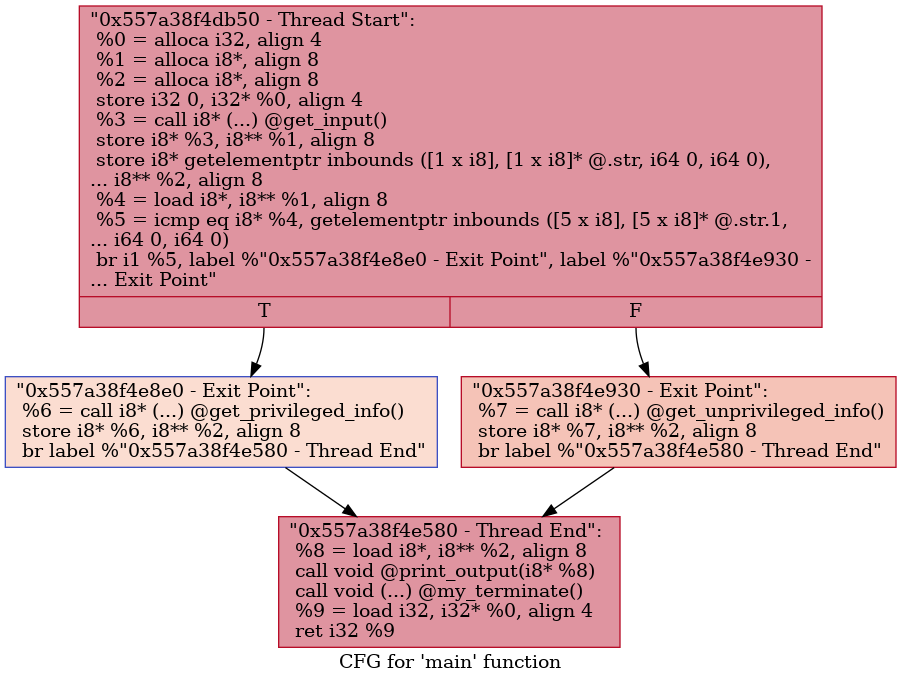 "0x557a38f4db50 - Thread Start":
%0 = alloca i32, align 4
%1 = alloca i8*, align 8
%2 = alloca i8*, align 8
store i32 0, i32* %0, align 4
%3 = call i8* (...) @get_input()
store i8* %3, i8** %1, align 8
store i8* getelementptr inbounds ([1 x i8], [1 x i8]* @.str, i64 0, i64 0),
... i8** %2, align 8
%4 = load i8*, i8** %1, align 8
%5 = icmp eq i8* %4, getelementptr inbounds ([5 x i8], [5 x i8]* @.str.1,
... i64 0, i64 0)
br i1 %5, label %"0x557a38f4e8e0 - Exit Point", label %"0x557a38f4e930 -
... Exit Point"
T
F
"0x557a38f4e8e0 - Exit Point":
%6 = call i8* (...) @get_privileged_info()
store i8* %6, i8** %2, align 8
br label %"0x557a38f4e580 - Thread End"
"0x557a38f4e930 - Exit Point":
%7 = call i8* (...) @get_unprivileged_info()
store i8* %7, i8** %2, align 8
br label %"0x557a38f4e580 - Thread End"
"0x557a38f4e580 - Thread End":
%8 = load i8*, i8** %2, align 8
call void @print_output(i8* %8)
call void (...) @my_terminate()
%9 = load i32, i32* %0, align 4
ret i32 %9
CFG for 'main' function